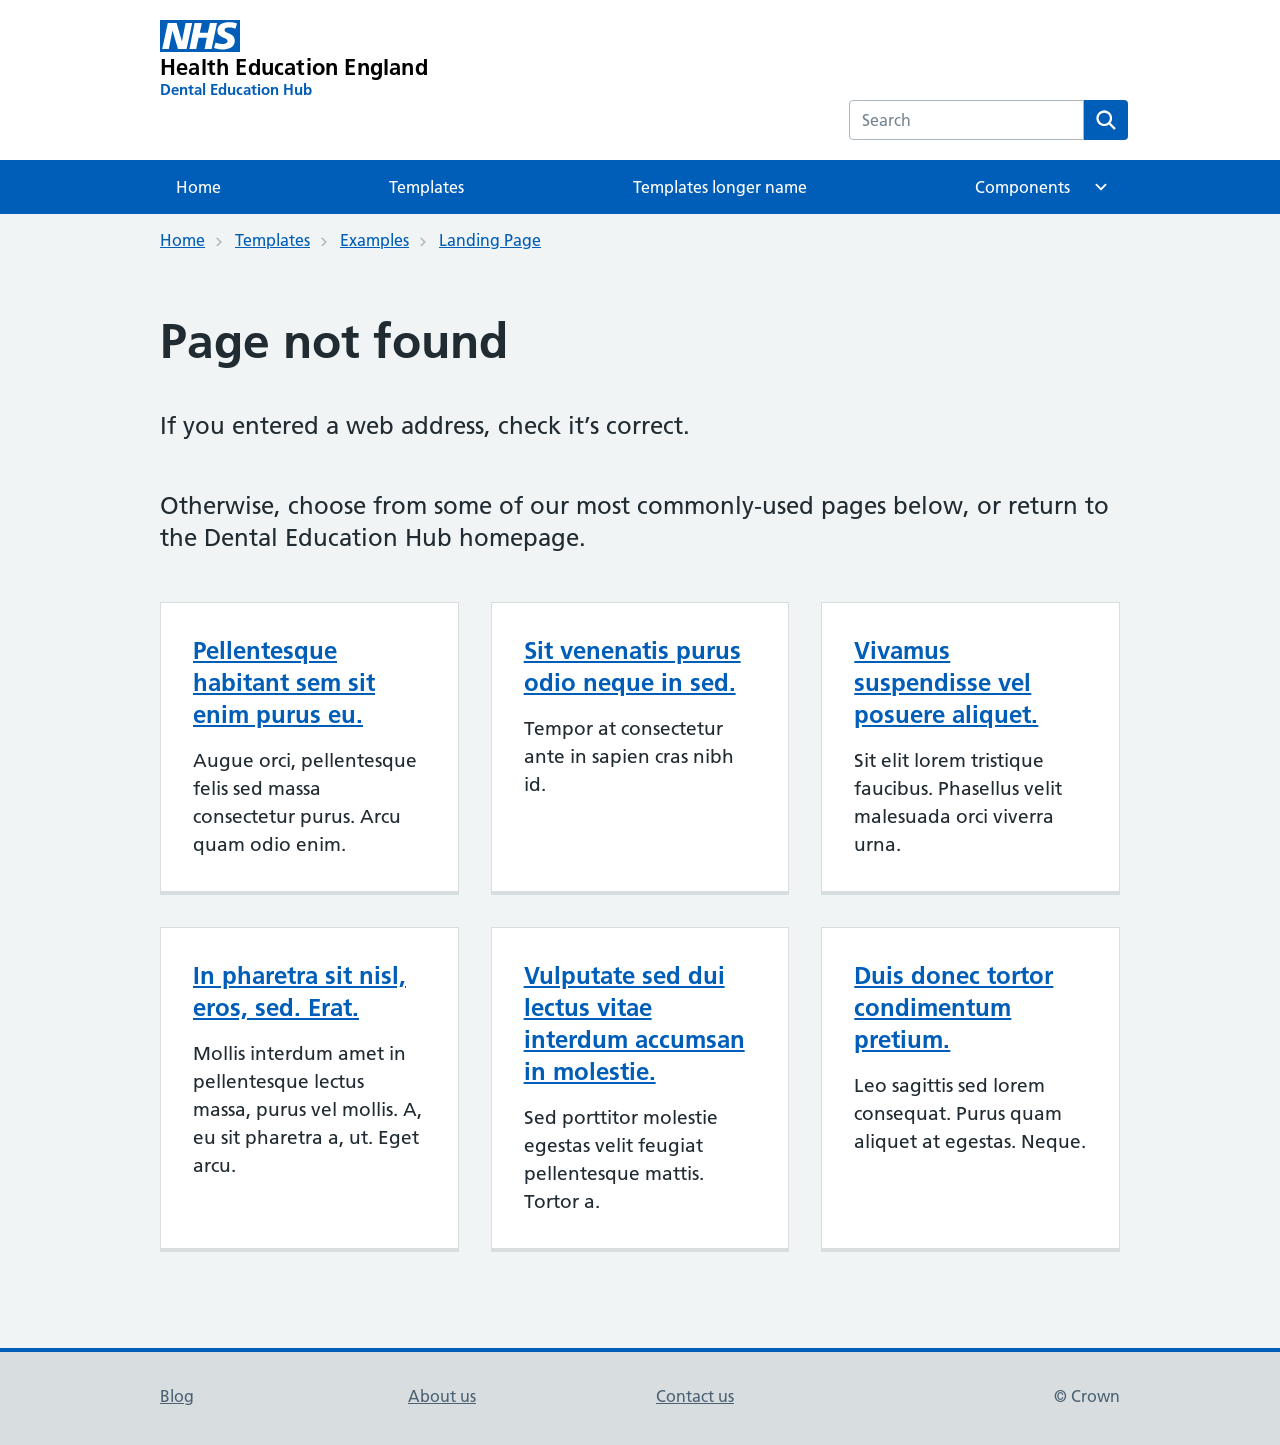 NHS
Health Education England
Dental Education Hub
Search
Home
Templates
Templates longer name
Components
Home
Templates
Examples
Landing Page
Page not found
If you entered a web address, check it’s correct.
Otherwise, choose from some of our most commonly-used pages below, or return to
the Dental Education Hub homepage.
Pellentesque
habitant sem sit
enim purus eu.
Augue orci, pellentesque
felis sed massa
consectetur purus. Arcu
quam odio enim.
Sit venenatis purus
odio neque in sed.
Tempor at consectetur
ante in sapien cras nibh
id.
Vivamus
suspendisse vel
posuere aliquet.
Sit elit lorem tristique
faucibus. Phasellus velit
malesuada orci viverra
urna.
In pharetra sit nisl,
eros, sed. Erat.
Mollis interdum amet in
pellentesque lectus
massa, purus vel mollis. A,
eu sit pharetra a, ut. Eget
arcu.
Vulputate sed dui
lectus vitae
interdum accumsan
in molestie.
Sed porttitor molestie
egestas velit feugiat
pellentesque mattis.
Tortor a.
Duis donec tortor
condimentum
pretium.
Leo sagittis sed lorem
consequat. Purus quam
aliquet at egestas. Neque.
Blog
About us
Contact us
© Crown